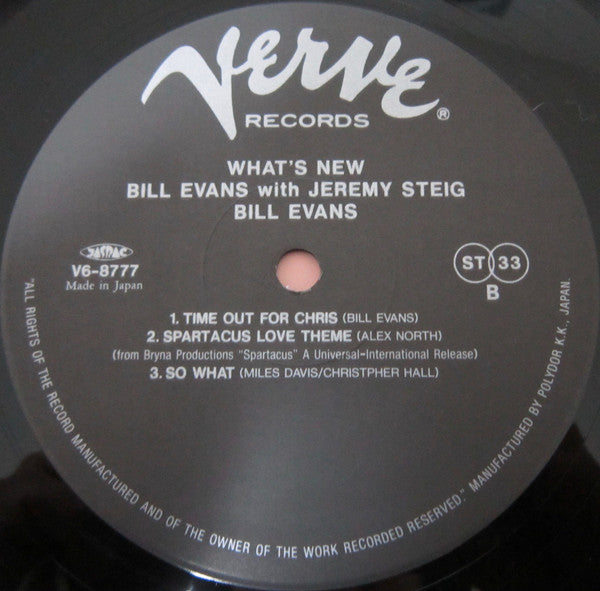 VERVE®
RECORDS
WHAT'S NEW
BILL EVANS with JEREMY STEIG
BILL EVANS
JASRAC
V6-8777
Made in Japan
ST 33
B
1. TIME OUT FOR CHRIS (BILL EVANS)
2. SPARTACUS LOVE THEME (ALEX NORTH)
(from Bryna Productions "Spartacus" A Universal-International Release)
3. SO WHAT (MILES DAVIS/CHRISTPHER HALL)
"ALL RIGHTS OF THE RECORD MANUFACTURED AND OF THE OWNER OF THE WORK RECORDED RESERVED." MANUFACTURED BY POLYDOR K.K., JAPAN.